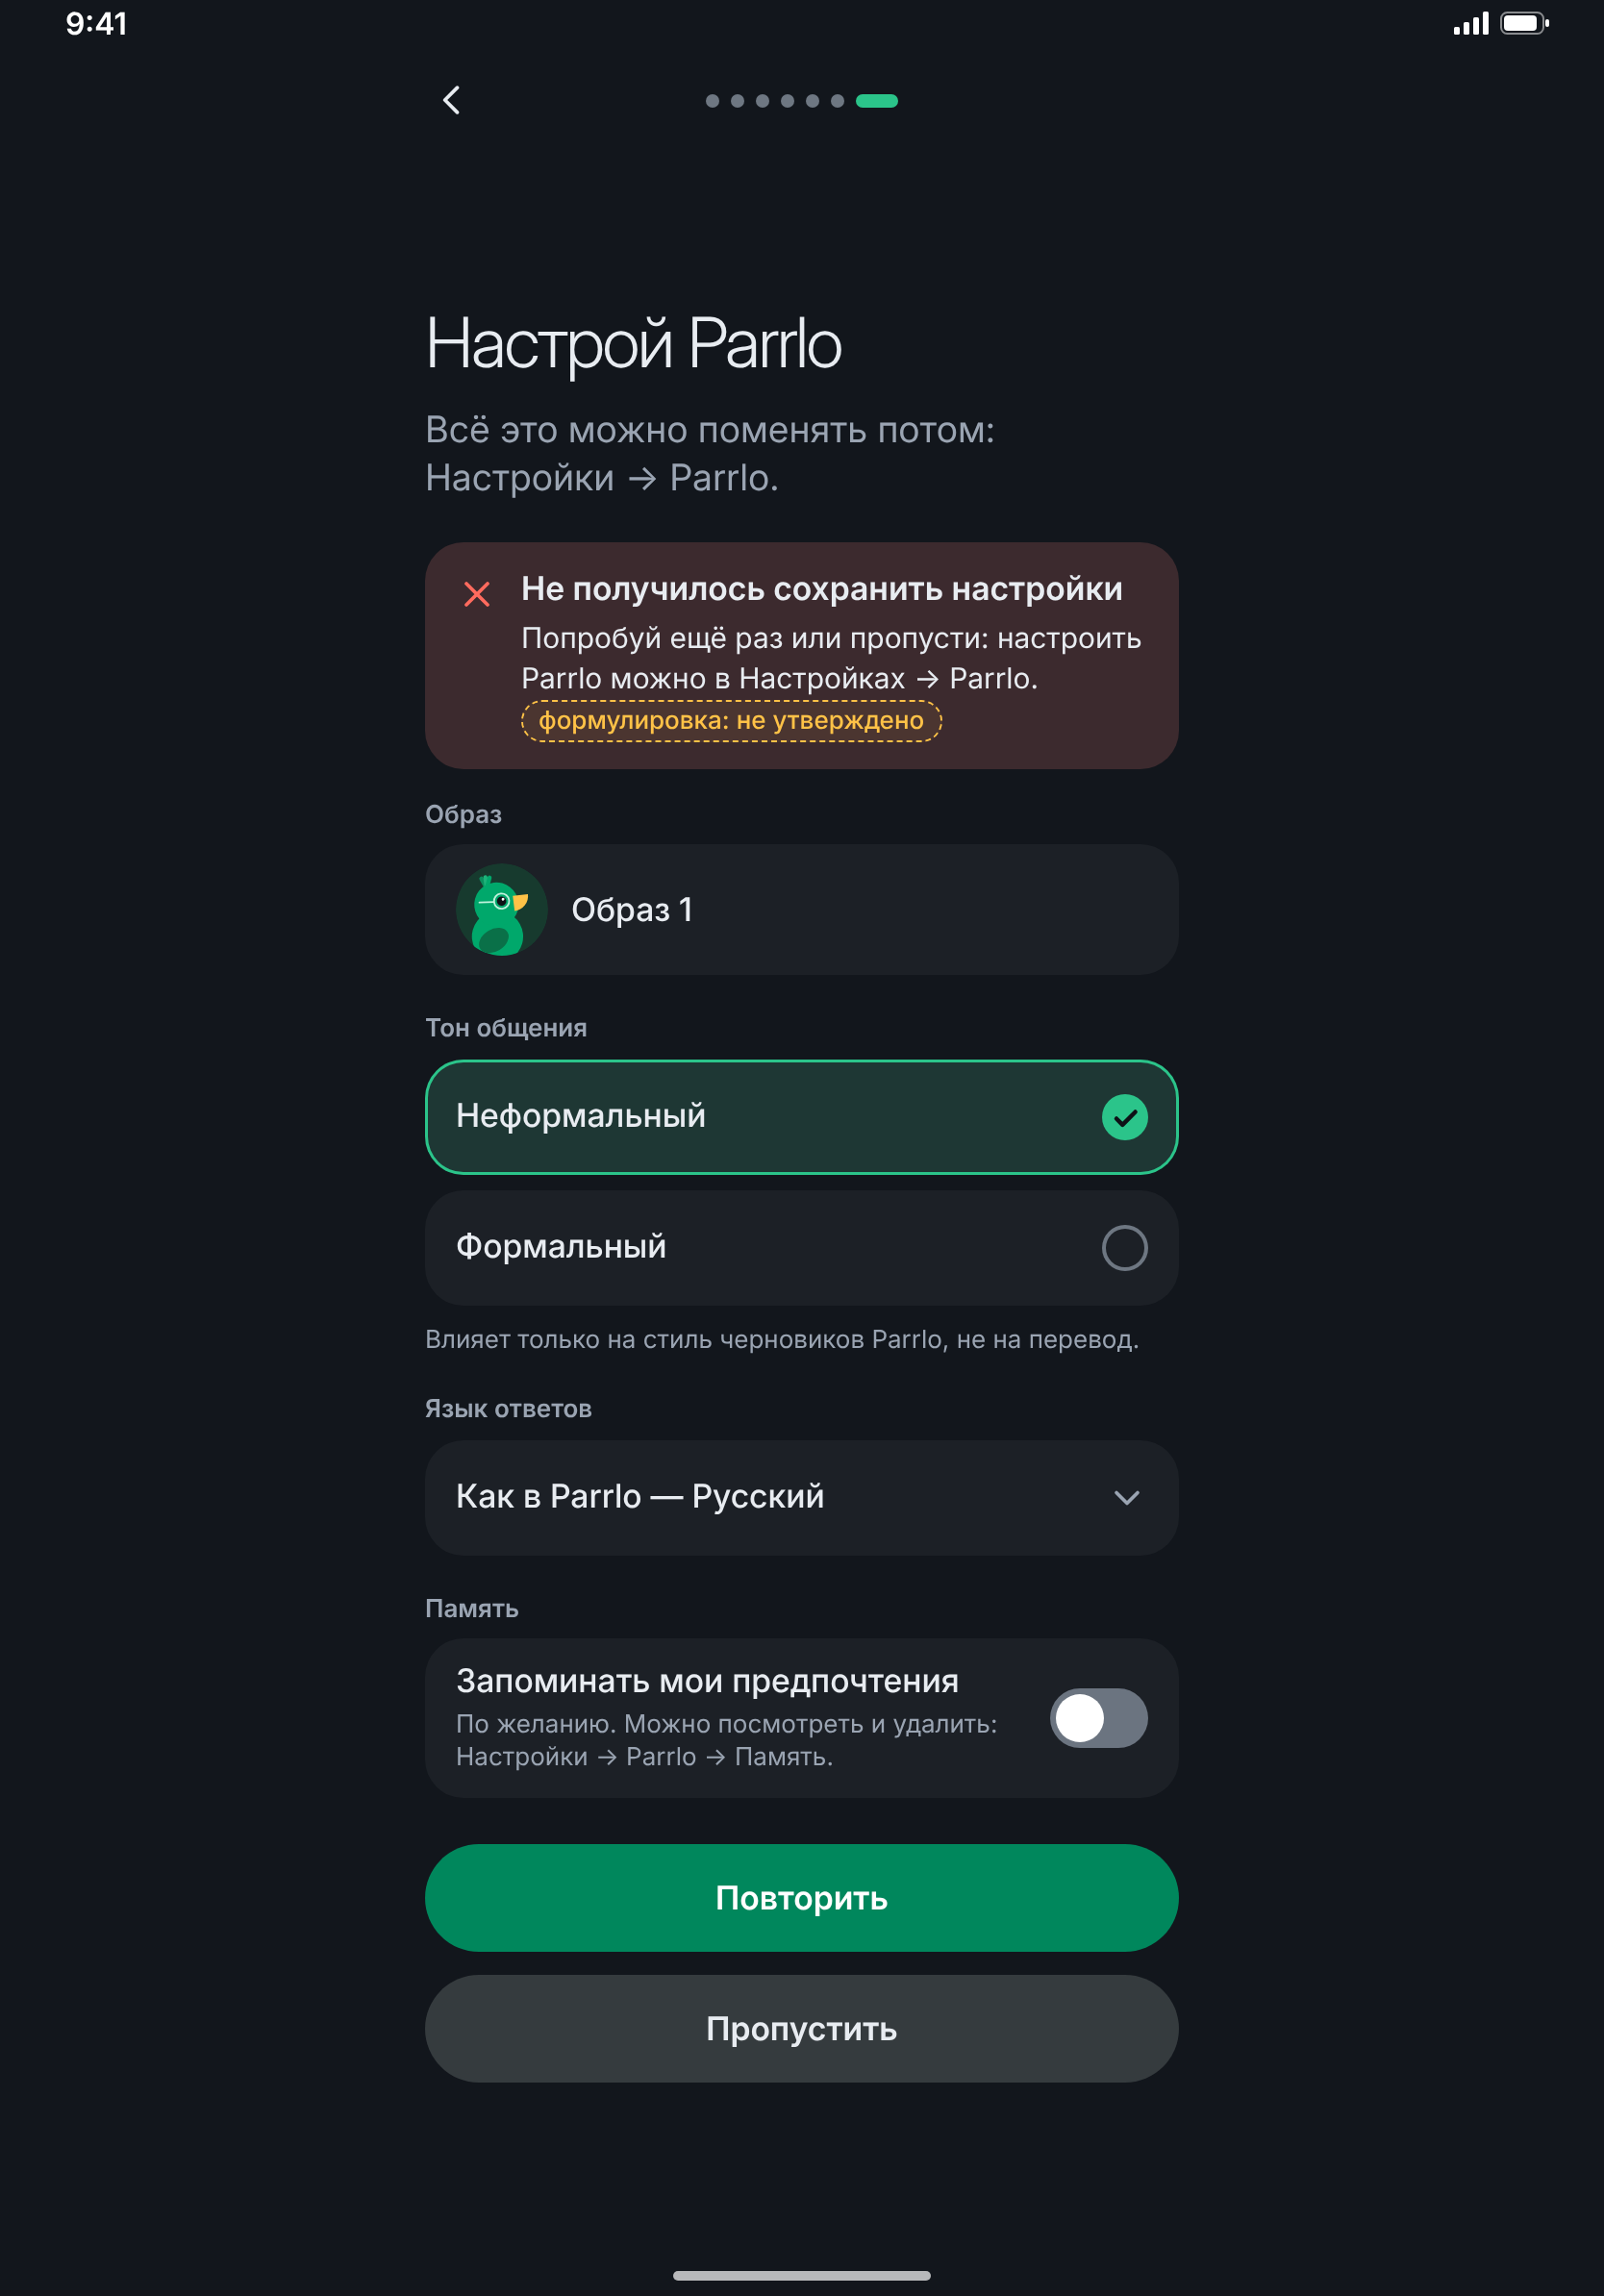 9:41
Настрой Parrlo
Всё это можно поменять потом:
Настройки → Parrlo.
Не получилось сохранить настройки
Попробуй ещё раз или пропусти: настроить
Parrlo можно в Настройках → Parrlo.
формулировка: не утверждено
Образ
Образ 1
Тон общения
Неформальный
Формальный
Влияет только на стиль черновиков Parrlo, не на перевод.
Язык ответов
Как в Parrlo — Русский
Память
Запоминать мои предпочтения
По желанию. Можно посмотреть и удалить:
Настройки → Parrlo → Память.
Повторить
Пропустить